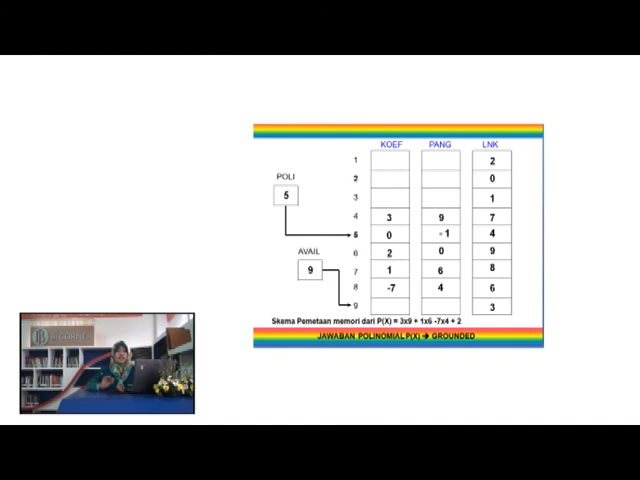 KOEF PANG LNK
1 2
POLI 2 0
5 3 1
4 3 9 7
5 0 -1 4
AVAIL 6 2 0 9
9 7 1 6 8
8 -7 4 6
9 3
Skema Pemetaan memori dari P(X) = 3x9 + 1x6 -7x4 + 2
JAWABAN POLINOMIAL P(X) → GROUNDED